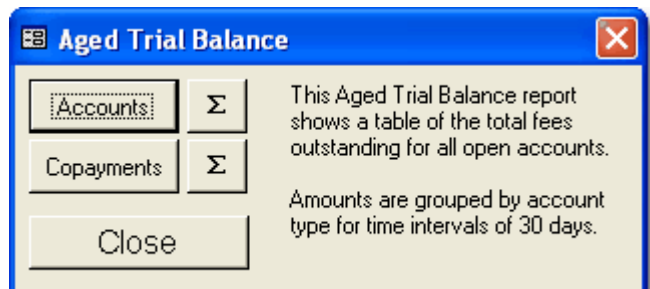 Aged Trial Balance
Accounts Σ
Copayments Σ
Close
This Aged Trial Balance report
shows a table of the total fees
outstanding for all open accounts.
Amounts are grouped by account
type for time intervals of 30 days.